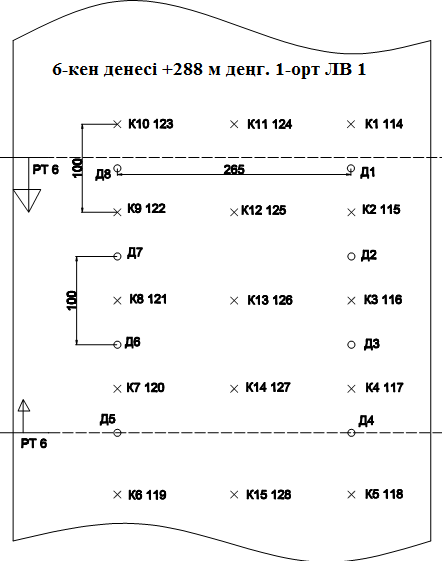 6-кен денесі +288 м деңг. 1-орт ЛВ 1
К10 123 К11 124 К1 114
РТ 6 100 Д8 265 Д1
К9 122 К12 125 К2 115
Д7 Д2
100 К8 121 К13 126 К3 116
Д6 Д3
К7 120 К14 127 К4 117
Д5 Д4
РТ 6
К6 119 К15 128 К5 118